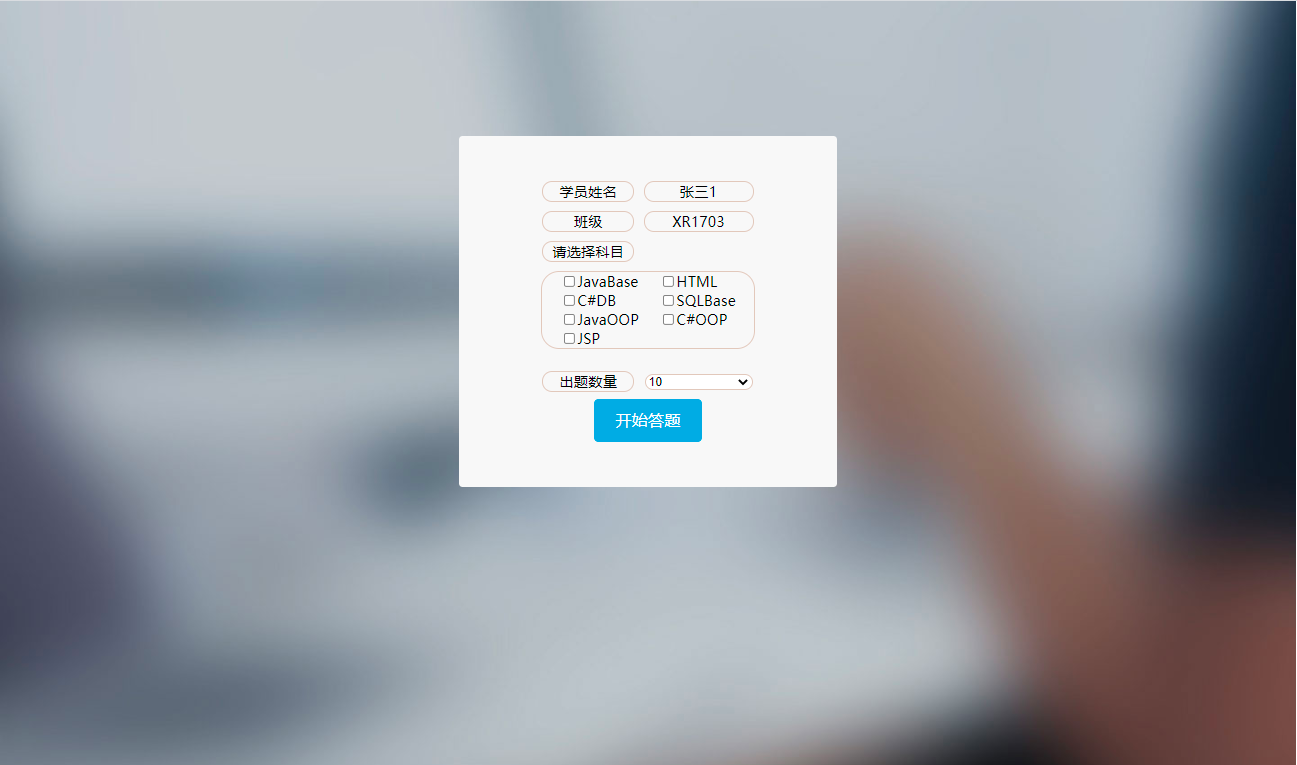 学员姓名 张三1
班级 XR1703
请选择科目
JavaBase HTML
C#DB SQLBase
JavaOOP C#OOP
JSP
出题数量 10
开始答题